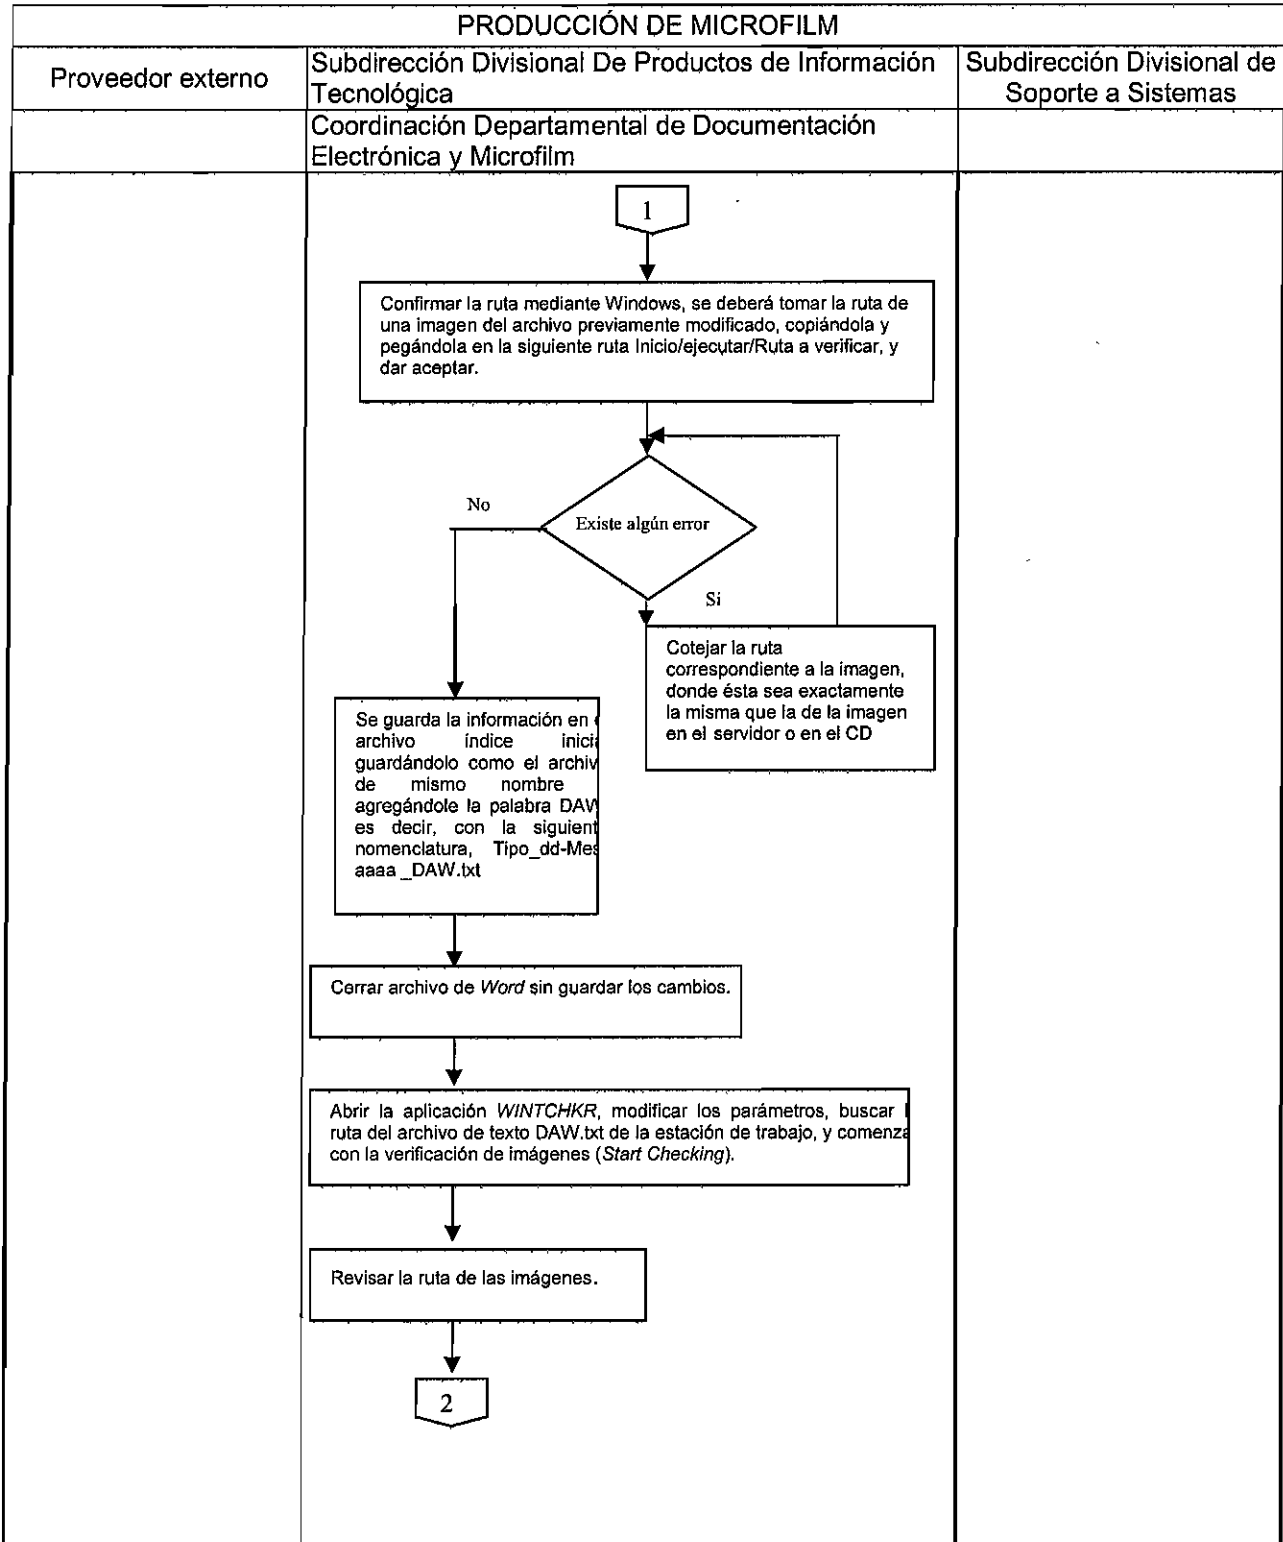 PRODUCCIÓN DE MICROFILM
Proveedor externo
Subdirección Divisional De Productos de Información
Tecnológica
Subdirección Divisional de
Soporte a Sistemas
Coordinación Departamental de Documentación
Electrónica y Microfilm
1
Confirmar la ruta mediante Windows, se deberá tomar la ruta de
una imagen del archivo previamente modificado, copiándola y
pegándola en la siguiente ruta Inicio/ejecutar/Ruta a verificar, y
dar aceptar.
No
Existe algún error
Si
Cotejar la ruta
correspondiente a la imagen,
donde ésta sea exactamente
la misma que la de la imagen
en el servidor o en el CD
Se guarda la información en
archivo índice
guardándolo como el
de mismo nombre
agregándole la palabra
es decir, con la
nomenclatura,
aaaa _DAW.txt
Cerrar archivo de Word sin guardar los cambios.
Abrir la aplicación WINTCHKR, modificar los parámetros, buscar
ruta del archivo de texto DAW.txt de la estación de trabajo, y
con la verificación de imágenes (Start Checking).
Revisar la ruta de las imágenes.
2